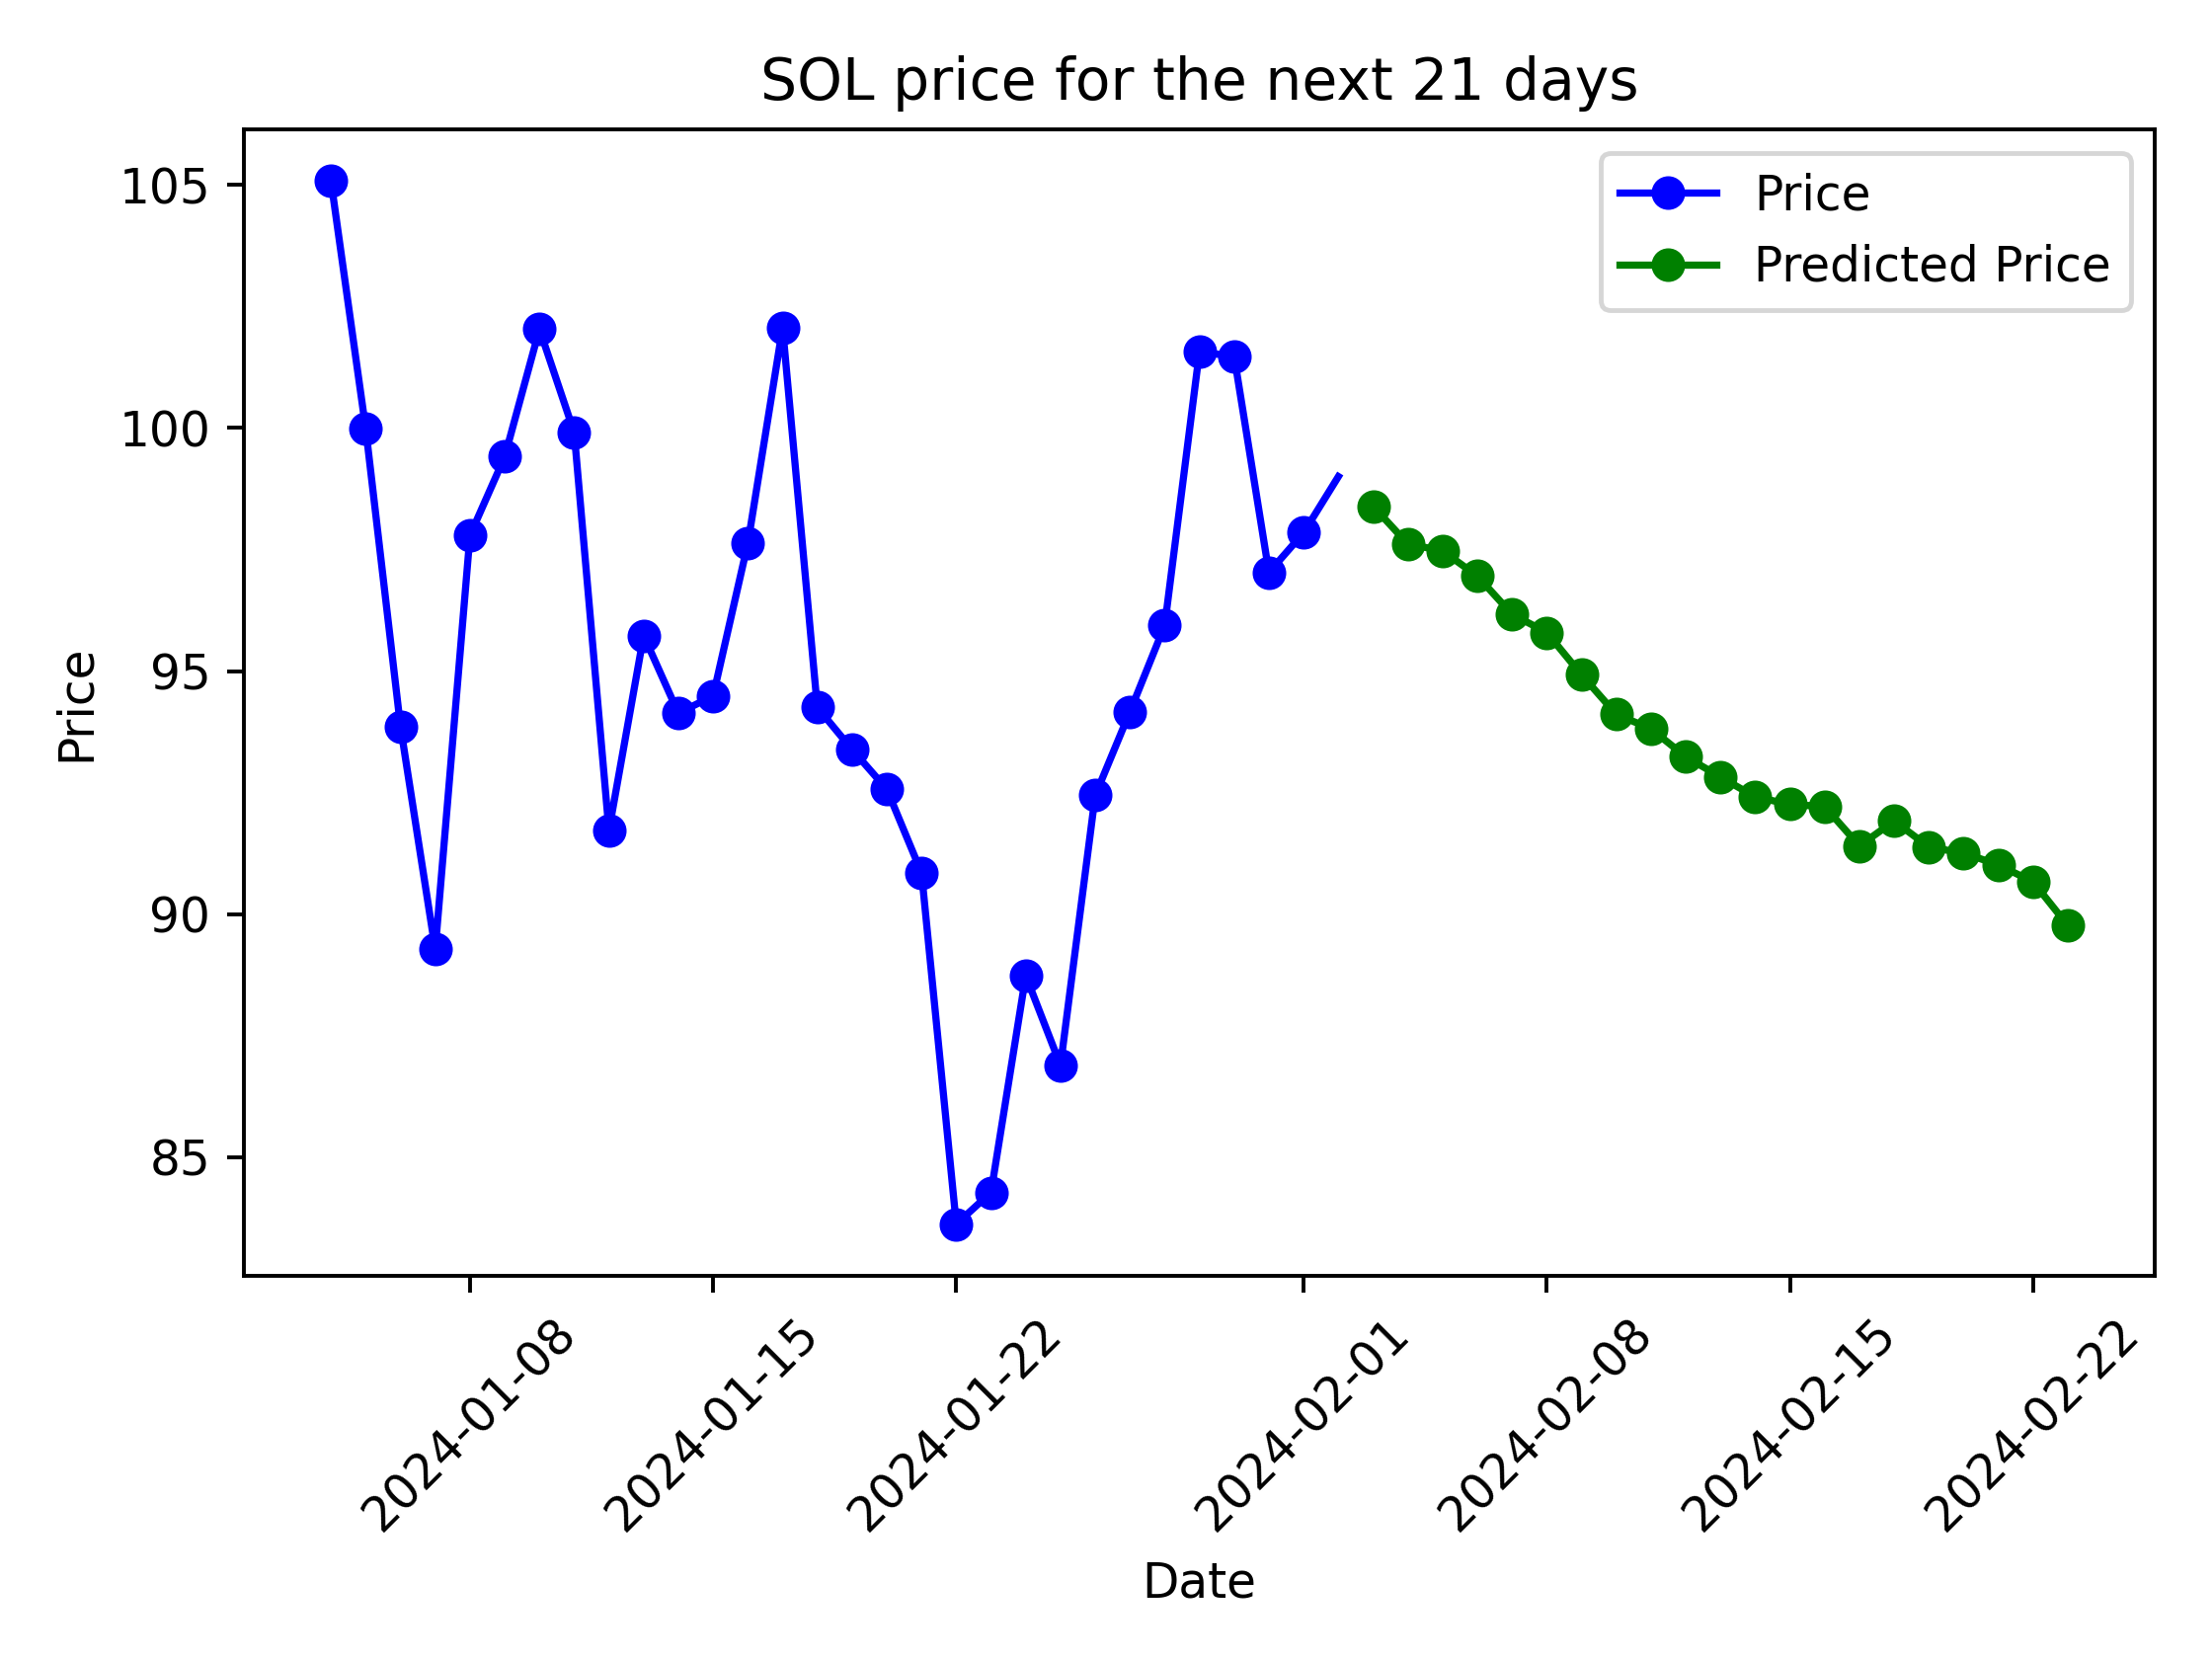 SOL price for the next 21 days
Price
Predicted Price
105
100
95
90
85
Price
2024-01-08
2024-01-15
2024-01-22
2024-02-01
2024-02-08
2024-02-15
2024-02-22
Date